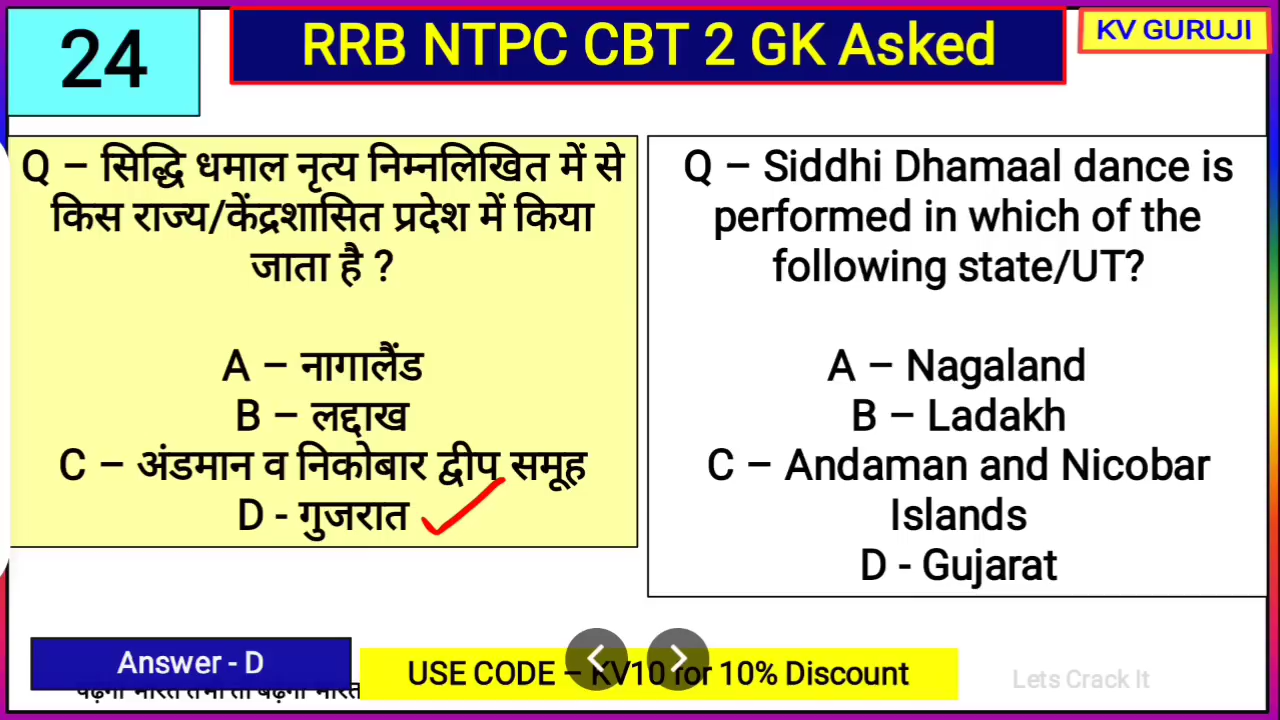 24
RRB NTPC CBT 2 GK Asked
KV GURUJI
Q – सिद्धि धमाल नृत्य निम्नलिखित में से
किस राज्य/केंद्रशासित प्रदेश में किया
जाता है ?
A – नागालैंड
B – लद्दाख
C – अंडमान व निकोबार द्वीप समूह
D - गुजरात
Q – Siddhi Dhamaal dance is
performed in which of the
following state/UT?
A – Nagaland
B – Ladakh
C – Andaman and Nicobar
Islands
D - Gujarat
Answer - D
USE CODE – KV10 for 10% Discount
Lets Crack It